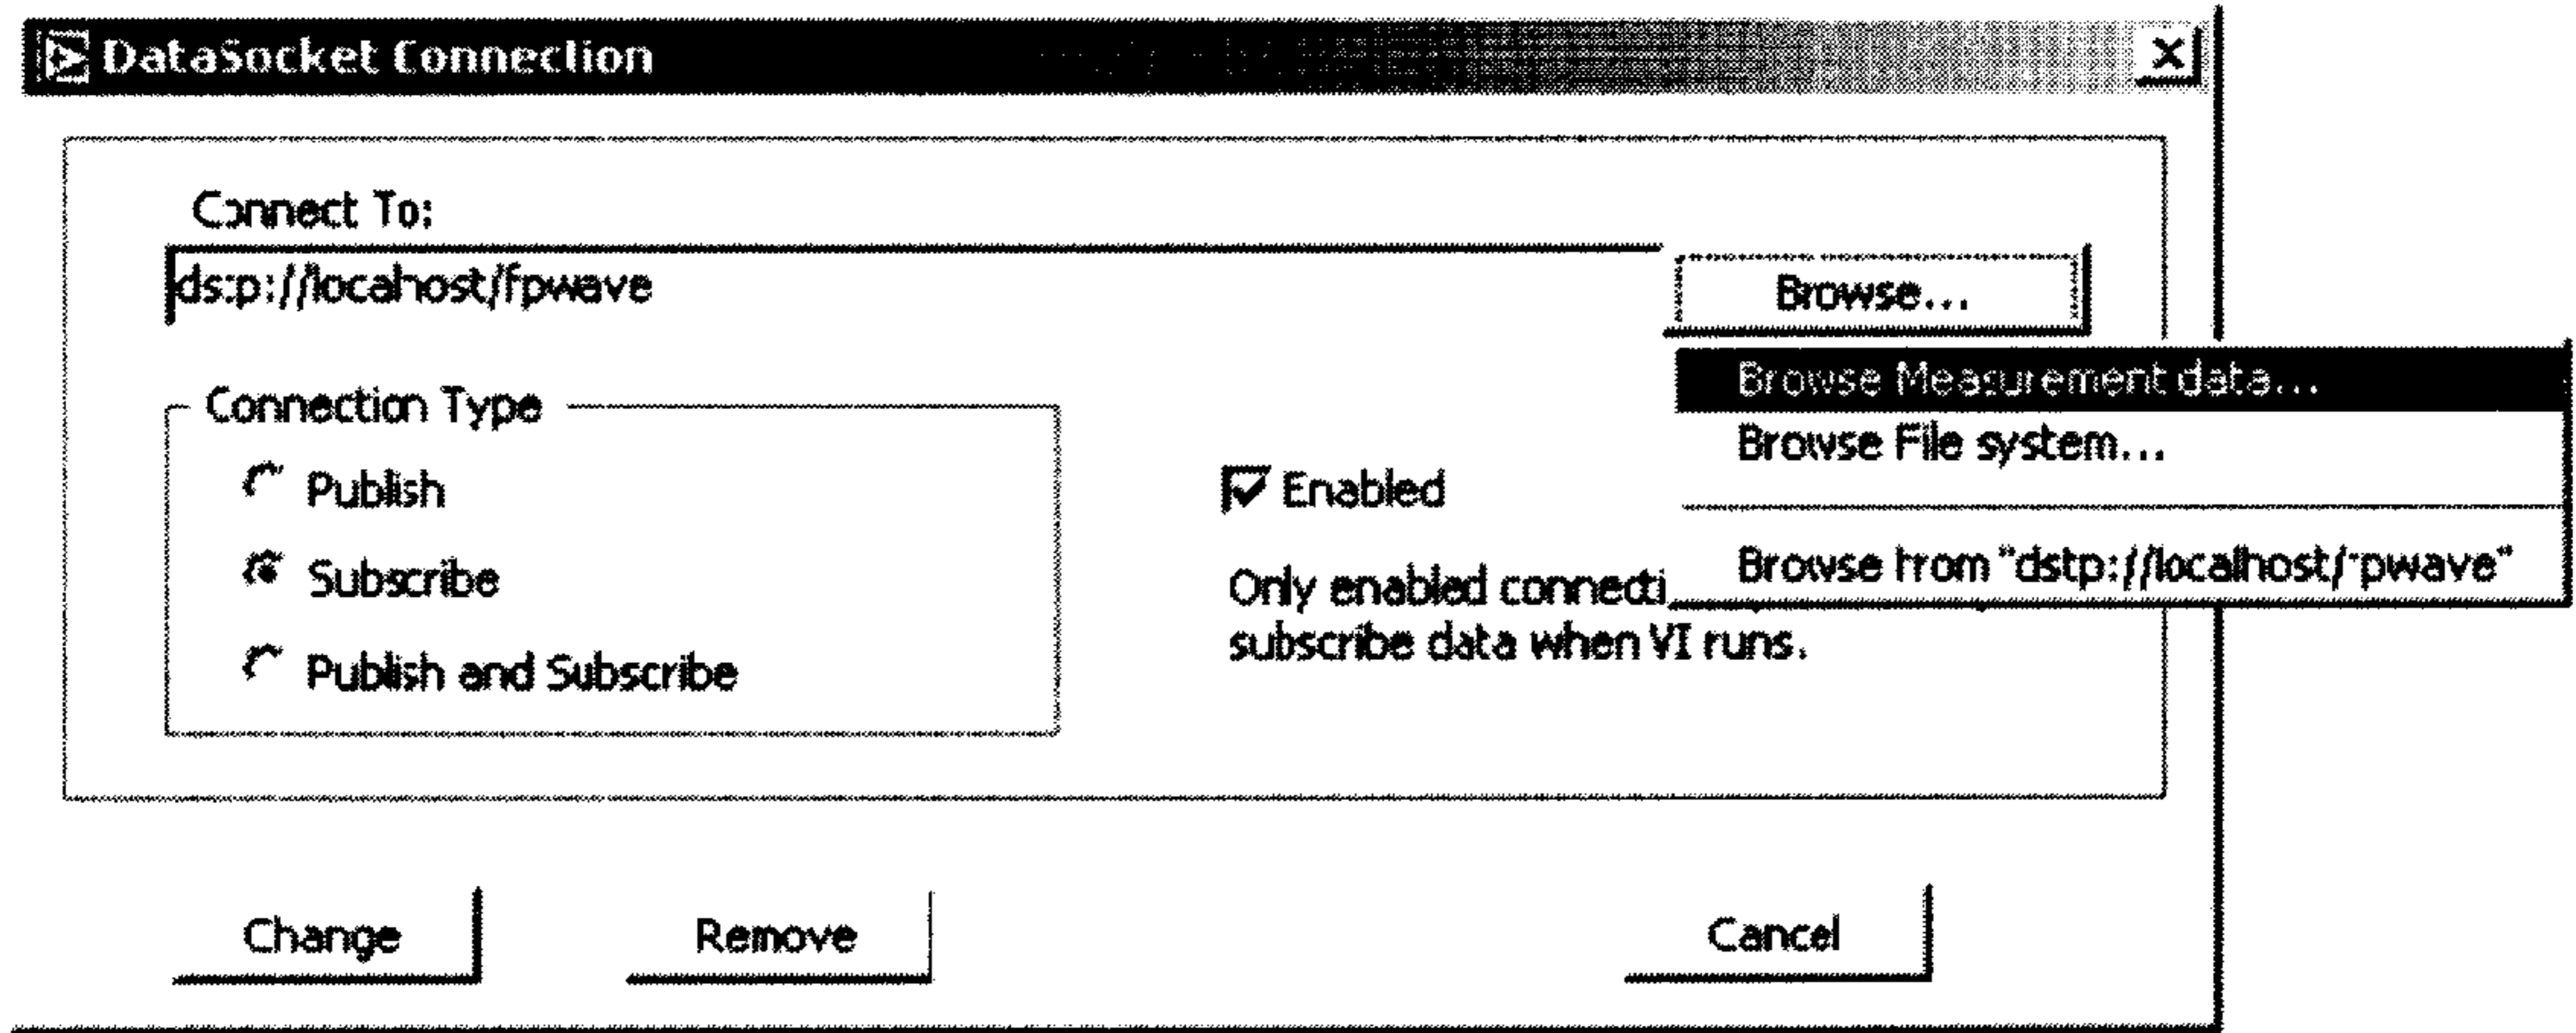 DataSocket Connection
Connect To:
dstp://localhost/fpwave
Browse...
Browse Measurement data...
Browse File system...
Browse from "dstp://localhost/fpwave"
Connection Type
Publish
Subscribe
Publish and Subscribe
Enabled
Only enabled connecti
subscribe data when VI runs.
Change
Remove
Cancel